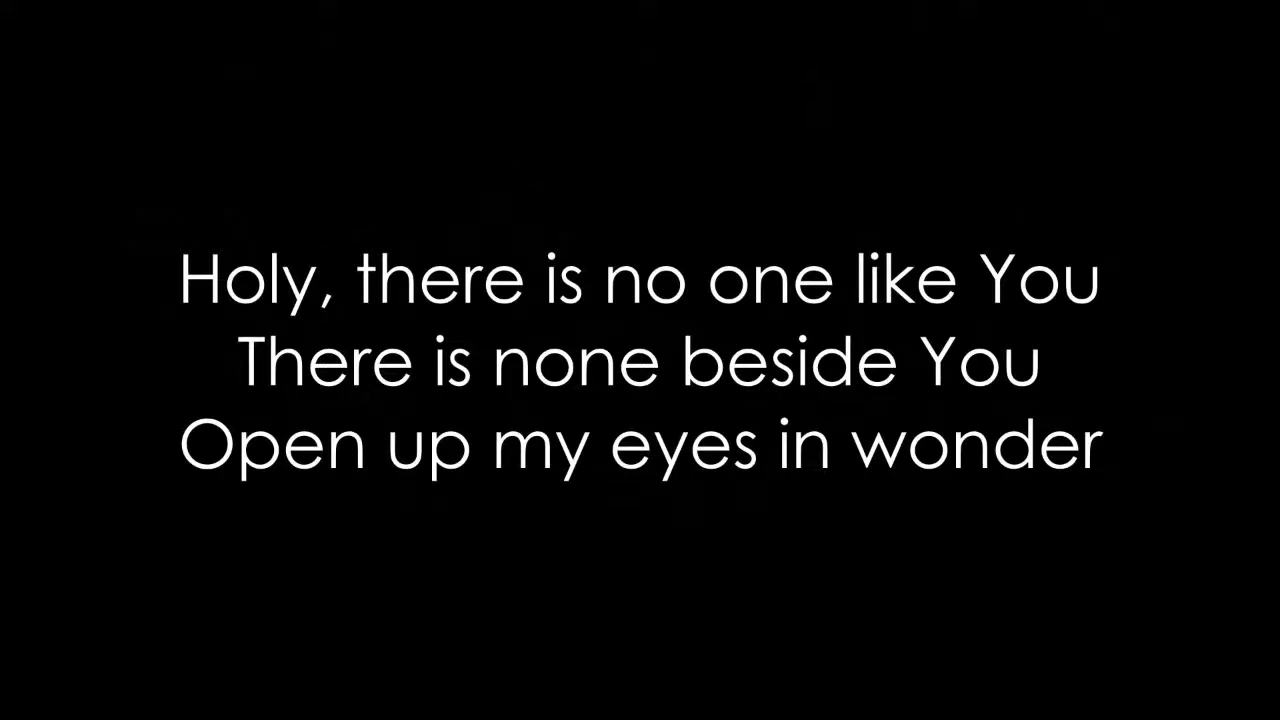 Holy, there is no one like You
There is none beside You
Open up my eyes in wonder